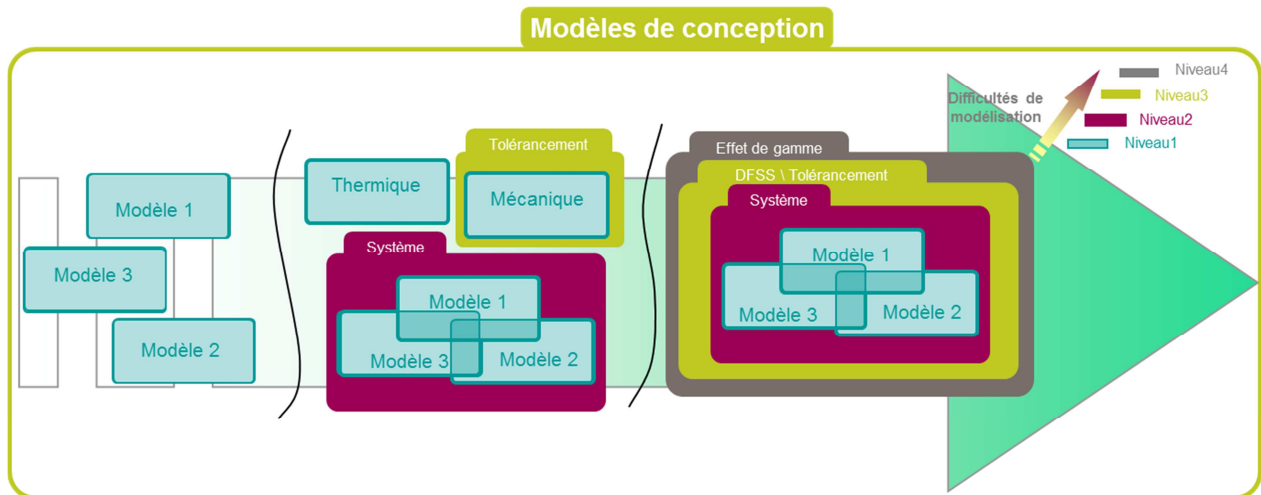 Modèles de conception
Niveau4
Difficultés de
modélisation
Niveau3
Niveau2
Niveau1
Modèle 1
Modèle 3
Modèle 2
Thermique
Tolérancement
Mécanique
Système
Modèle 1
Modèle 3
Modèle 2
Effet de gamme
DFSS \ Tolérancement
Système
Modèle 1
Modèle 3
Modèle 2